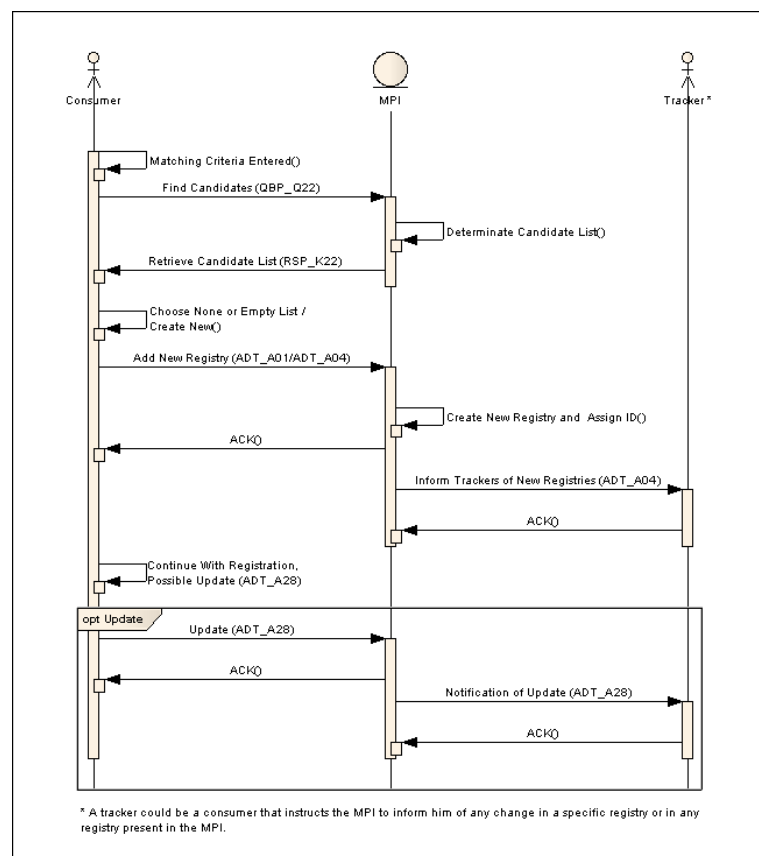 Consumer
MPI
Tracker*
Matching Criteria Entered()
Find Candidates (QBP_Q22)
Determinate Candidate List()
Retrieve Candidate List (RSP_K22)
Choose None or Empty List /
Create New()
Add New Registry (ADT_A01/ADT_A04)
Create New Registry and Assign ID()
ACK()
Inform Trackers of New Registries (ADT_A04)
ACK()
Continue With Registration,
Possible Update (ADT_A28)
opt Update
Update (ADT_A28)
ACK()
Notification of Update (ADT_A28)
ACK()
* A tracker could be a consumer that instructs the MPI to inform him of any change in a specific registry or in any
registry present in the MPI.